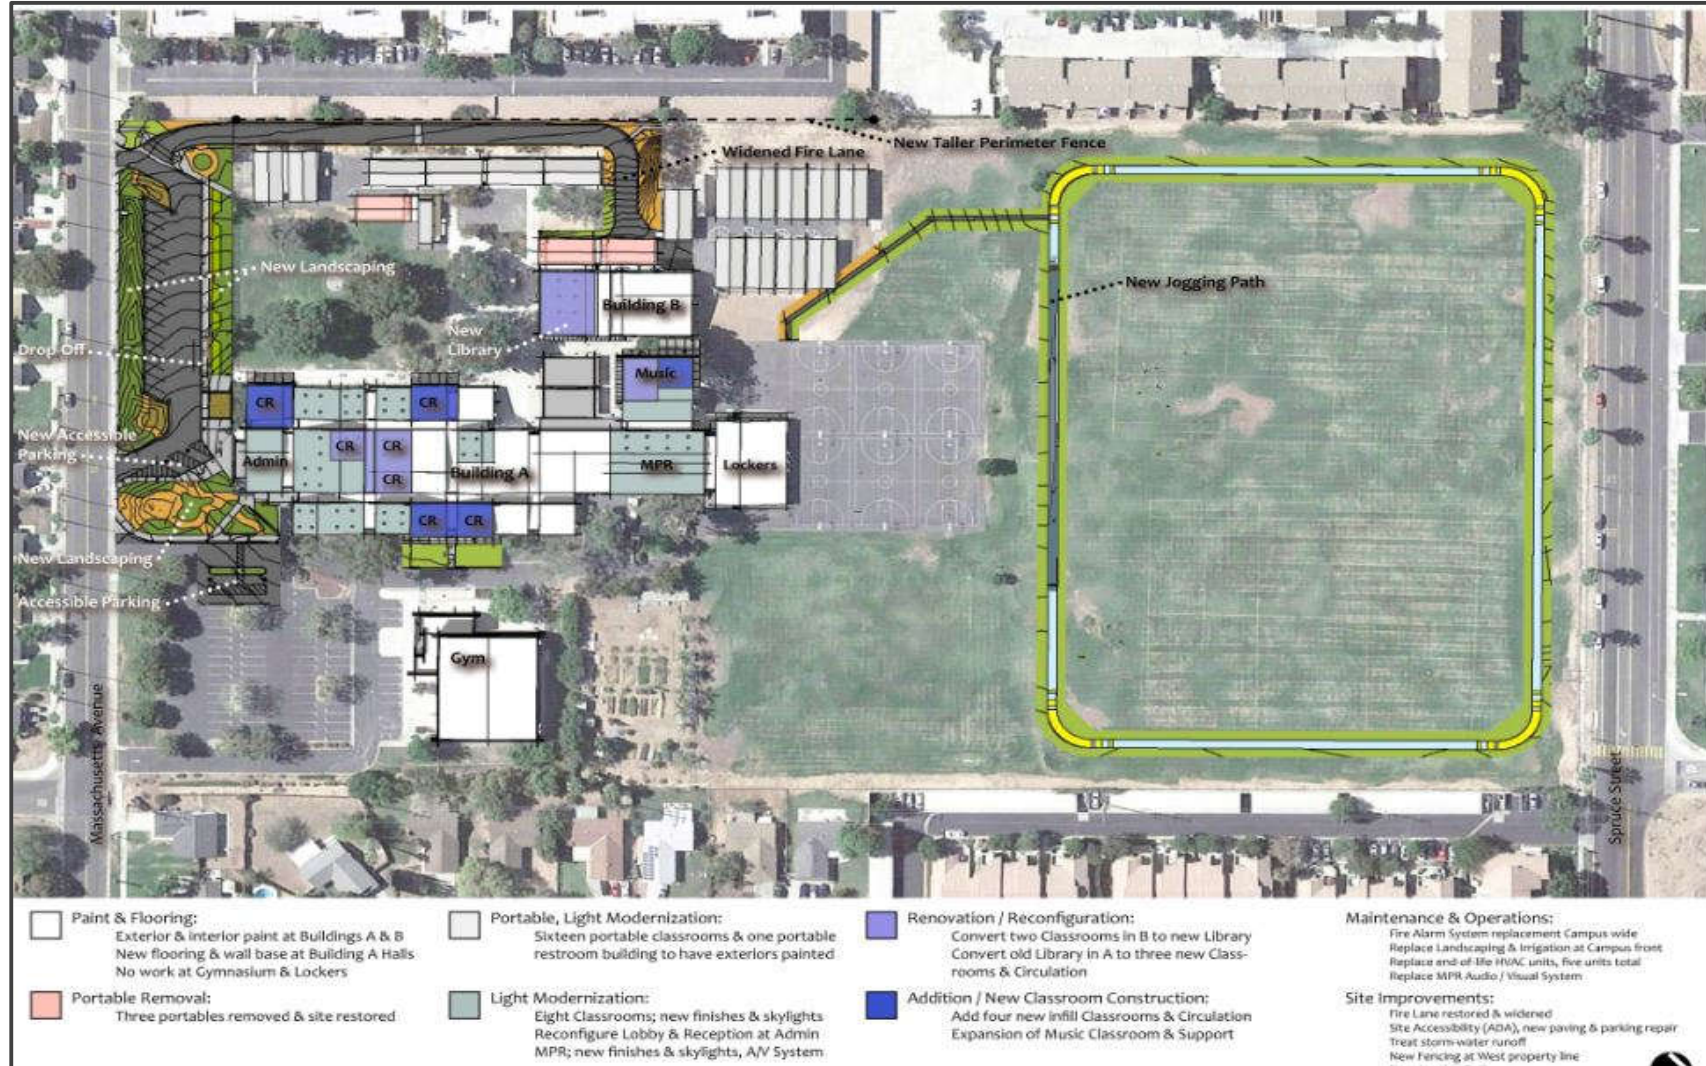 New Taller Perimeter Fence
Widened Fire Lane
New Landscaping
New Jogging Path
Building B
New
Library
Drop Off
Music
CR
CR
New Accessible
Parking
Admin
CR
CR
CR
Building A
MPR
Lockers
CR
CR
New Landscaping
Accessible Parking
Gym
Massachusetts Avenue
Spruce Street
Paint & Flooring:
Exterior & interior paint at Buildings A & B
New flooring & wall base at Building A Halls
No work at Gymnasium & Lockers
Portable Removal:
Three portables removed & site restored
Portable, Light Modernization:
Sixteen portable classrooms & one portable
restroom building to have exteriors painted
Light Modernization:
Eight Classrooms; new finishes & skylights
Reconfigure Lobby & Reception at Admin
MPR; new finishes & skylights, A/V System
Renovation / Reconfiguration:
Convert two Classrooms in B to new Library
Convert old Library in A to three new Class-
rooms & Circulation
Addition / New Classroom Construction:
Add four new infill Classrooms & Circulation
Expansion of Music Classroom & Support
Maintenance & Operations:
Fire Alarm System replacement Campus wide
Replace Landscaping & Irrigation at Campus front
Replace end-of-life HVAC units, five units total
Replace MPR Audio / Visual System
Site Improvements:
Fire Lane restored & widened
Site Accessibility (ADA), new paving & parking repair
Treat storm-water runoff
New Fencing at West property line